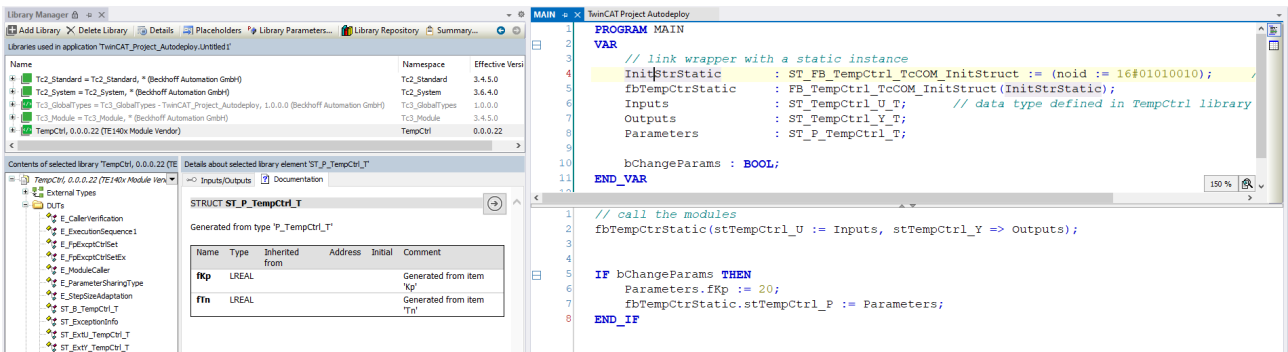 Library Manager
Add Library Delete Library Details Placeholders Library Parameters... Library Repository Summary...
Libraries used in application 'TwinCAT_Project_Autodeploy.Untitled1'
Name Namespace Effective Versi
Tc2_Standard = Tc2_Standard, * (Beckhoff Automation GmbH) Tc2_Standard 3.4.5.0
Tc2_System = Tc2_System, * (Beckhoff Automation GmbH) Tc2_System 3.6.4.0
Tc3_GlobalTypes = Tc3_GlobalTypes - TwinCAT_Project_Autodeploy, 1.0.0.0 (Beckhoff Automation GmbH) Tc3_GlobalTypes 1.0.0.0
Tc3_Module = Tc3_Module, * (Beckhoff Automation GmbH) Tc3_Module 3.4.5.0
TempCtrl, 0.0.0.22 (TE140x Module Vendor) TempCtrl 0.0.0.22
Contents of selected library 'TempCtrl, 0.0.0.22 (TE
TempCtrl, 0.0.0.22 (TE140x Module Ven
External Types
DUTs
E_CallerVerification
E_ExecutionSequence1
E_FpExcptCtrlSet
E_FpExcptCtrlSetEx
E_ModuleCaller
E_ParameterSharingType
E_StepSizeAdaptation
ST_B_TempCtrl_T
ST_ExceptionInfo
ST_ExtU_TempCtrl_T
ST_ExtY_TempCtrl_T
Details about selected library element 'ST_P_TempCtrl_T'
Inputs/Outputs Documentation
STRUCT ST_P_TempCtrl_T
Generated from type 'P_TempCtrl_T'
Name Type Inherited from Address Initial Comment
fKp LREAL Generated from item 'Kp'
fTn LREAL Generated from item 'Tn'
MAIN TwinCAT Project Autodeploy
1 PROGRAM MAIN
2 VAR
3 // link wrapper with a static instance
4 InitStrStatic : ST_FB_TempCtrl_TcCOM_InitStruct := (noid := 16#01010010); /
5 fbTempCtrStatic : FB_TempCtrl_TcCOM_InitStruct(InitStrStatic);
6 Inputs : ST_TempCtrl_U_T; // data type defined in TempCtrl library
7 Outputs : ST_TempCtrl_Y_T;
8 Parameters : ST_P_TempCtrl_T;
9
10 bChangeParams : BOOL;
11 END_VAR
150 %
1 // call the modules
2 fbTempCtrStatic(stTempCtrl_U := Inputs, stTempCtrl_Y => Outputs);
3
4
5 IF bChangeParams THEN
6 Parameters.fKp := 20;
7 fbTempCtrStatic.stTempCtrl_P := Parameters;
8 END_IF